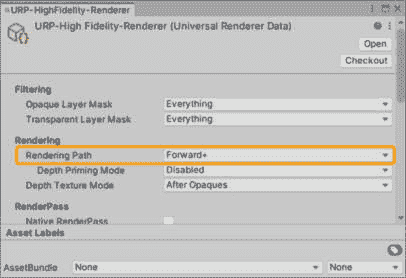 URP-HighFidelity-Renderer
URP-High Fidelity-Renderer (Universal Renderer Data)
Open
Checkout
Filtering
Opaque Layer Mask Everything
Transparent Layer Mask Everything
Rendering
Rendering Path Forward+
Depth Priming Mode Disabled
Depth Texture Mode After Opaques
RenderPass
Native RenderPass
Asset Labels
AssetBundle None None